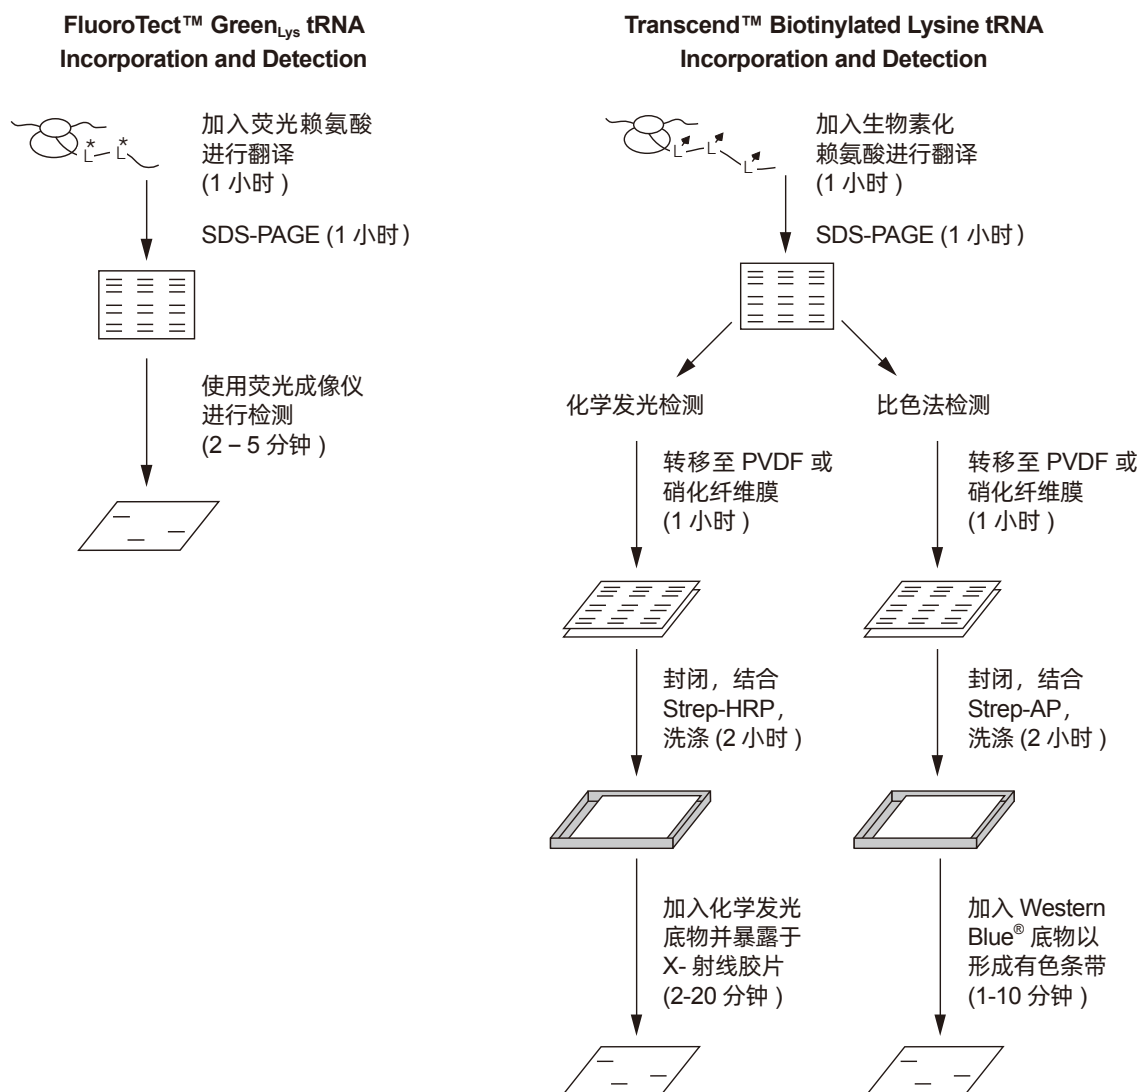 FluoroTect™ GreenLys tRNA
Incorporation and Detection
加入荧光赖氨酸
进行翻译
(1 小时 )
SDS-PAGE (1 小时)
使用荧光成像仪
进行检测
(2 – 5 分钟 )
Transcend™ Biotinylated Lysine tRNA
Incorporation and Detection
加入生物素化
赖氨酸进行翻译
(1 小时 )
SDS-PAGE (1 小时)
化学发光检测
转移至 PVDF 或
硝化纤维膜
(1 小时 )
封闭，结合
Strep-HRP，
洗涤 (2 小时 )
加入化学发光
底物并暴露于
X- 射线胶片
(2-20 分钟 )
比色法检测
转移至 PVDF 或
硝化纤维膜
(1 小时 )
封闭，结合
Strep-AP，
洗涤 (2 小时 )
加入 Western
Blue® 底物以
形成有色条带
(1-10 分钟 )
* *
L L
L L L